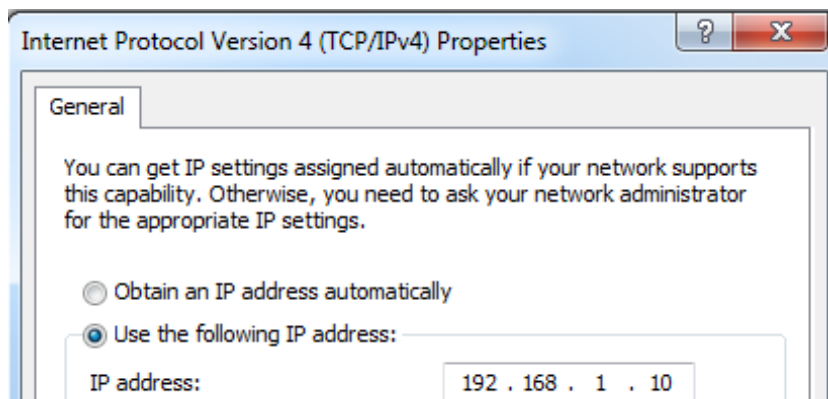 Internet Protocol Version 4 (TCP/IPv4) Properties
General
You can get IP settings assigned automatically if your network supports
this capability. Otherwise, you need to ask your network administrator
for the appropriate IP settings.
Obtain an IP address automatically
Use the following IP address:
IP address: 192 . 168 . 1 . 10